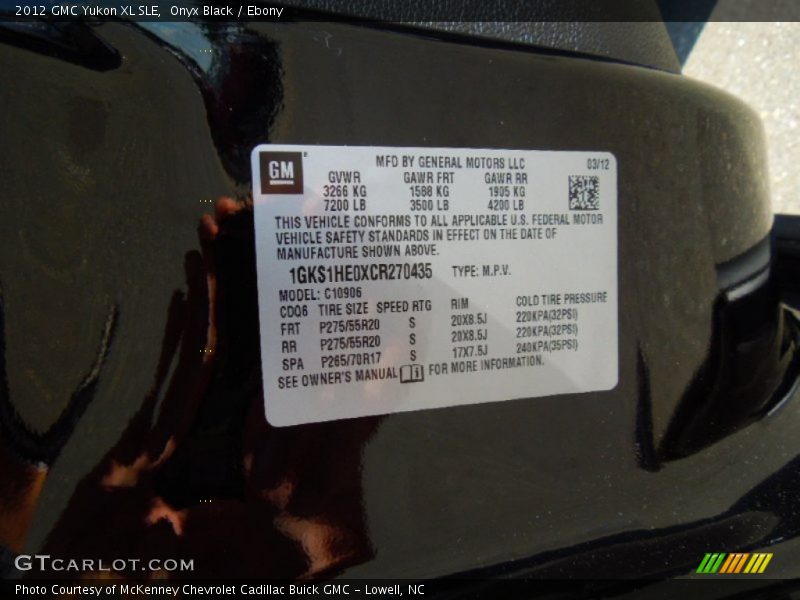 2012 GMC Yukon XL SLE,  Onyx Black / Ebony
GM
MFD BY GENERAL MOTORS LLC 03/12
GVWR GAWR FRT GAWR RR
3266 KG 1588 KG 1905 KG
7200 LB 3500 LB 4200 LB
THIS VEHICLE CONFORMS TO ALL APPLICABLE U.S. FEDERAL MOTOR
VEHICLE SAFETY STANDARDS IN EFFECT ON THE DATE OF
MANUFACTURE SHOWN ABOVE.
1GKS1HE0XCR270435 TYPE: M.P.V.
MODEL: C10906
CD06 TIRE SIZE SPEED RTG RIM COLD TIRE PRESSURE
FRT P275/55R20 S 20X8.5J 220KPA(32PSI)
RR P275/55R20 S 20X8.5J 220KPA(32PSI)
SPA P265/70R17 S 17X7.5J 240KPA(35PSI)
SEE OWNER'S MANUAL FOR MORE INFORMATION.
GTCARLOT.COM
Photo Courtesy of McKenney Chevrolet Cadillac Buick GMC - Lowell, NC